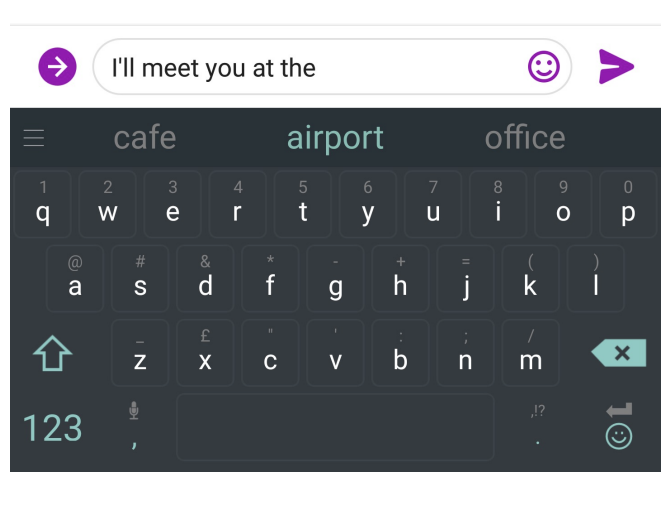 I'll meet you at the
cafe airport office
1 2 3 4 5 6 7 8 9 0
q w e r t y u i o p
@ # & * - + = ( )
a s d f g h j k l
_ £ " ' : ; /
z x c v b n m
,!?
123 , .